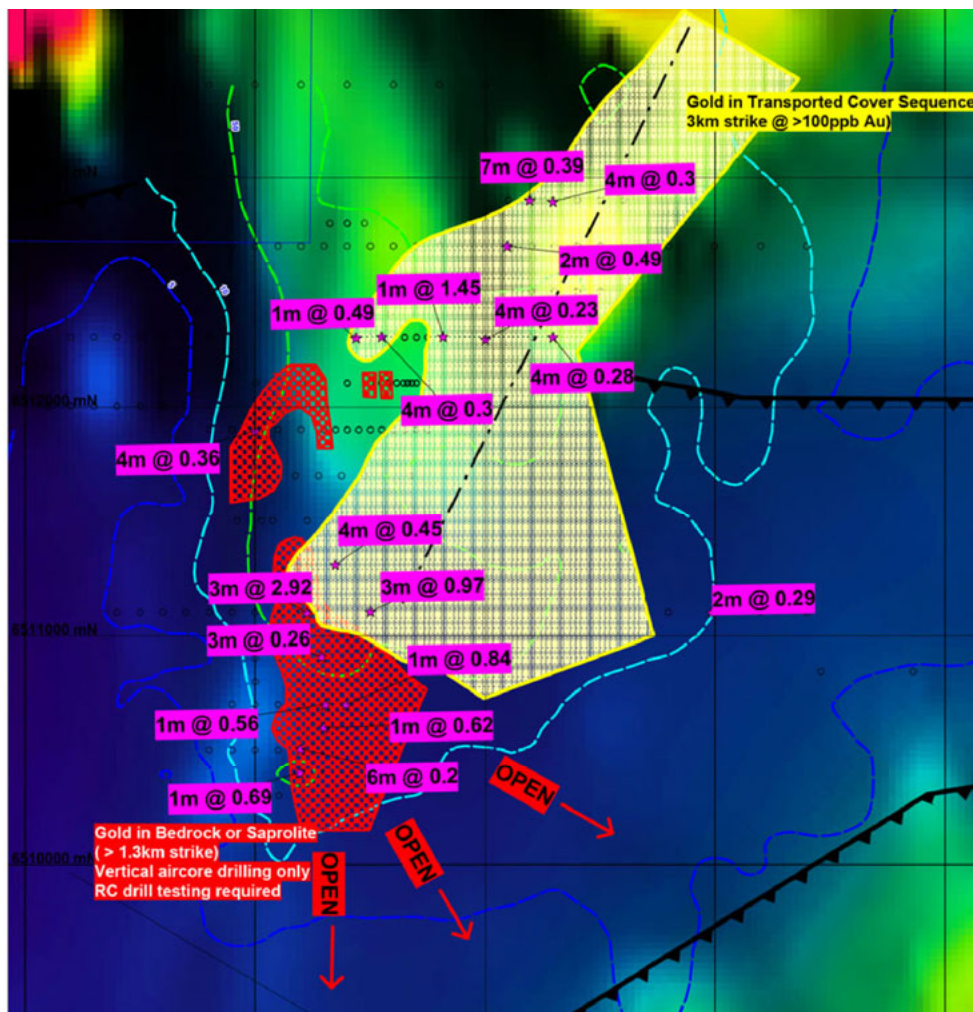 Gold in Transported Cover Sequence
3km strike @ >100ppb Au)
7m @ 0.39
4m @ 0.3
mN
2m @ 0.49
1m @ 1.45
1m @ 0.49
4m @ 0.23
4m @ 0.28
4m @ 0.3
6512000 mN
4m @ 0.36
4m @ 0.45
3m @ 2.92
3m @ 0.97
2m @ 0.29
6511000 mN
3m @ 0.26
1m @ 0.84
1m @ 0.56
1m @ 0.62
6m @ 0.2
1m @ 0.69
OPEN
OPEN
OPEN
Gold in Bedrock or Saprolite
( > 1.3km strike)
Vertical aircore drilling only
RC drill testing required
6510000 mN